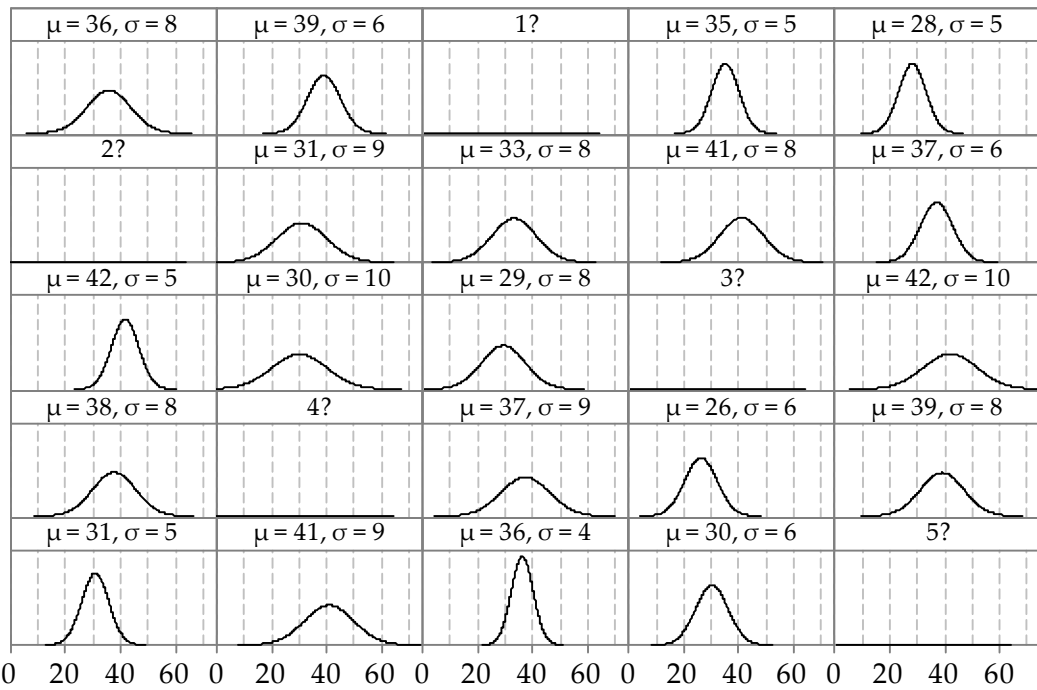 μ = 36, σ = 8 μ = 39, σ = 6 1? μ = 35, σ = 5 μ = 28, σ = 5
2? μ = 31, σ = 9 μ = 33, σ = 8 μ = 41, σ = 8 μ = 37, σ = 6
μ = 42, σ = 5 μ = 30, σ = 10 μ = 29, σ = 8 3? μ = 42, σ = 10
μ = 38, σ = 8 4? μ = 37, σ = 9 μ = 26, σ = 6 μ = 39, σ = 8
μ = 31, σ = 5 μ = 41, σ = 9 μ = 36, σ = 4 μ = 30, σ = 6 5?
0 20 40 60 0 20 40 60 0 20 40 60 0 20 40 60 0 20 40 60